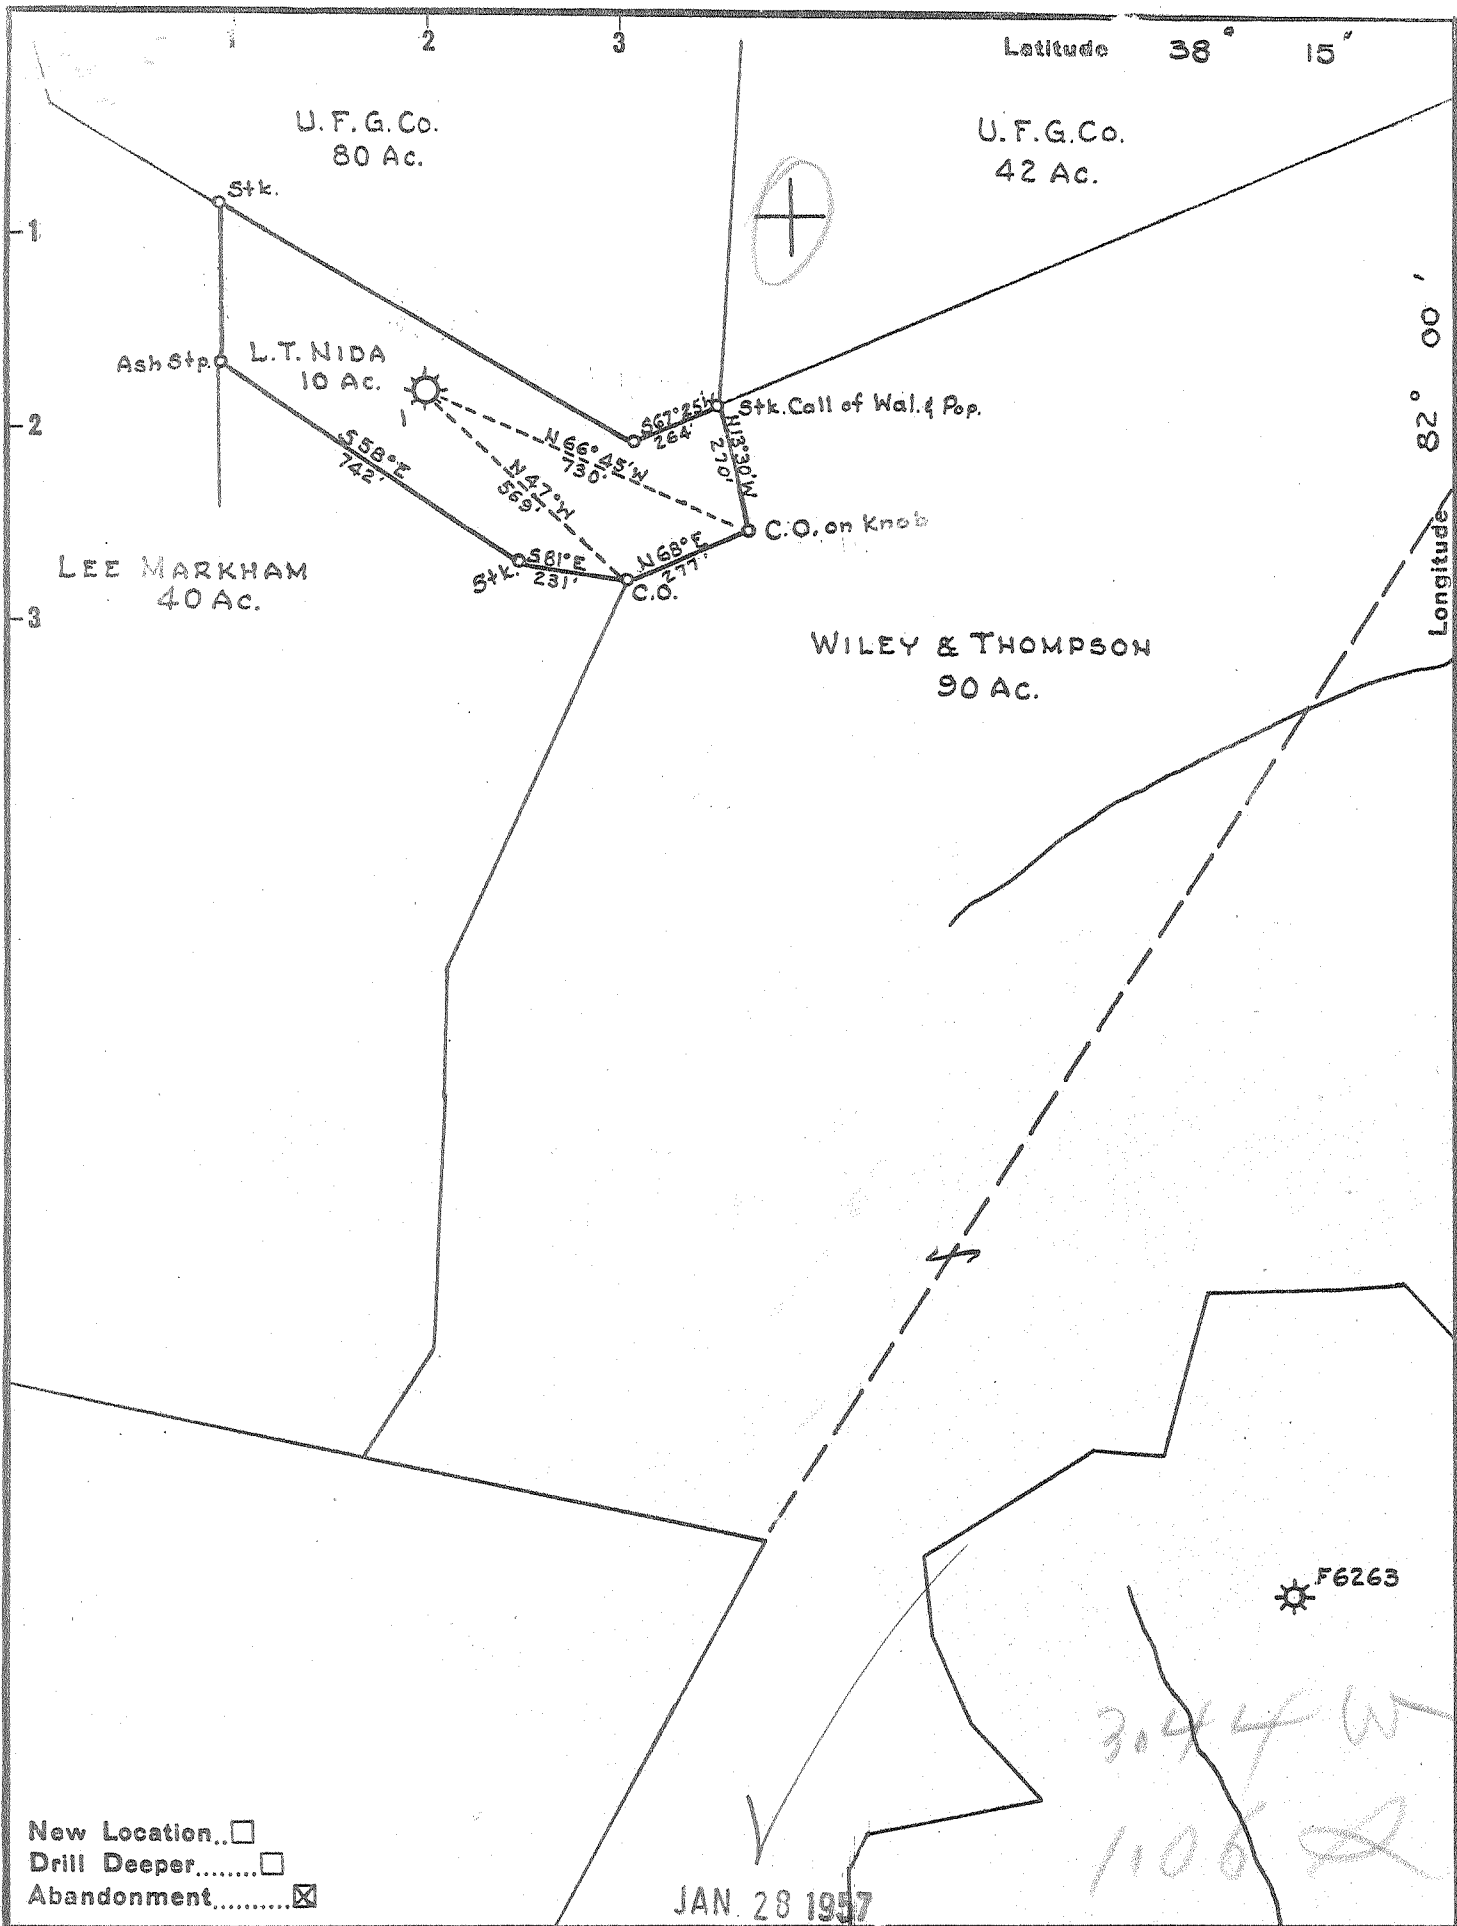 1 2 3
Latitude 38° 15"
U.F.G.Co.
80 Ac.
U.F.G.Co.
42 Ac.
Stk.
-1
82° 00'
Longitude
Ash Stp.
L.T. NIDA
10 Ac.
1
-2
S67°25'W
264'
Stk. Call of Wal. & Pop.
N13°30'W
270'
N66°45'W
730'
N47°W
569'
S58°E
742'
C.O. on Knob
N68°E
277'
S81°E
231'
Stk.
C.O.
LEE MARKHAM
40 Ac.
-3
WILEY & THOMPSON
90 Ac.
F6263
3.44 W
New Location..☐
Drill Deeper........☐
Abandonment..........☒
JAN. 28 1957